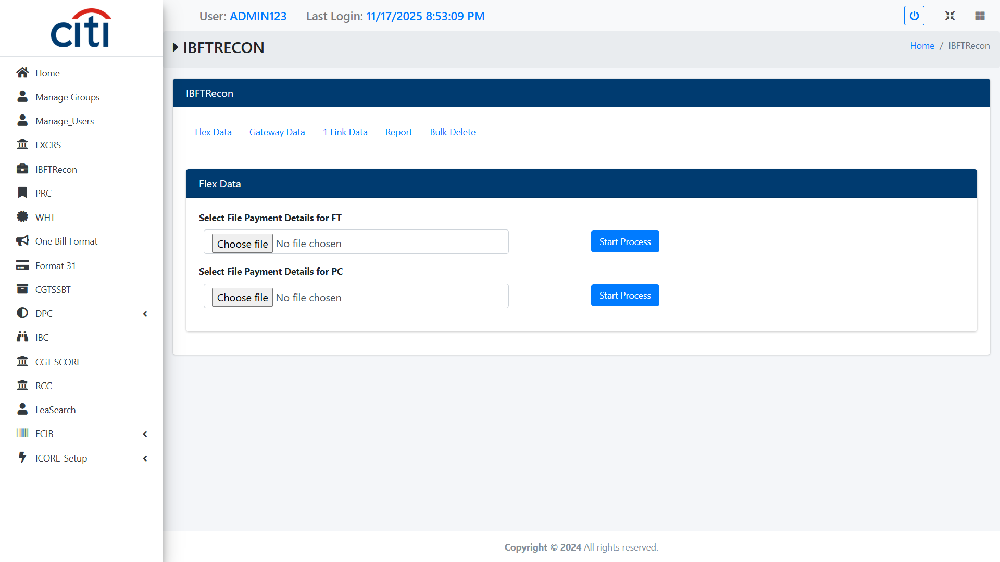 citi
User: ADMIN123 Last Login: 11/17/2025 8:53:09 PM
IBFTRECON
Home / IBFTRecon
Home
Manage Groups
Manage_Users
FXCRS
IBFTRecon
PRC
WHT
One Bill Format
Format 31
CGTSSBT
DPC
IBC
CGT SCORE
RCC
LeaSearch
ECIB
ICORE_Setup
IBFTRecon
Flex Data Gateway Data 1 Link Data Report Bulk Delete
Flex Data
Select File Payment Details for FT
Choose file No file chosen Start Process
Select File Payment Details for PC
Choose file No file chosen Start Process
Copyright © 2024 All rights reserved.